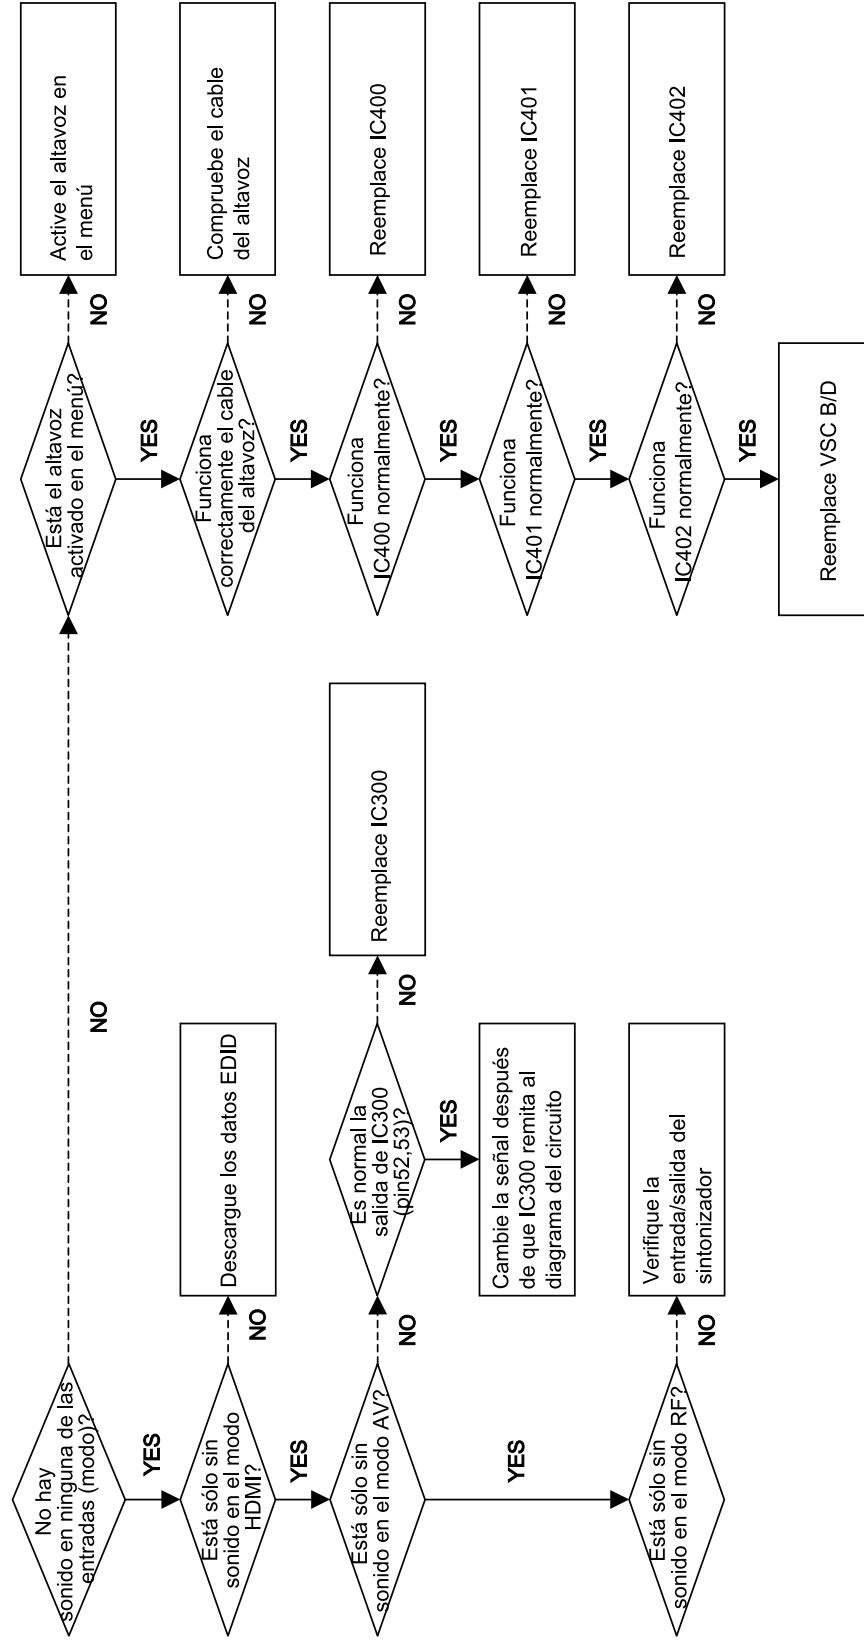 No hay
sonido en ninguna de las
entradas (modo)?
NO
Está el altavoz
activado en el menú?
NO
Active el altavoz en
el menú
YES
YES
Está sólo sin
sonido en el modo
HDMI?
NO
Descargue los datos EDID
Funciona
correctamente el cable
del altavoz?
NO
Compruebe el cable
del altavoz
YES
YES
Está sólo sin
sonido en el modo AV?
NO
Es normal la
salida de IC300
(pin52,53)?
NO
Reemplace IC300
Funciona
IC400 normalmente?
NO
Reemplace IC400
YES
YES
YES
Cambie la señal después
de que IC300 remita al
diagrama del circuito
Funciona
IC401 normalmente?
NO
Reemplace IC401
YES
Está sólo sin
sonido en el modo RF?
NO
Verifique la
entrada/salida del
sintonizador
Funciona
IC402 normalmente?
NO
Reemplace IC402
YES
Reemplace VSC B/D